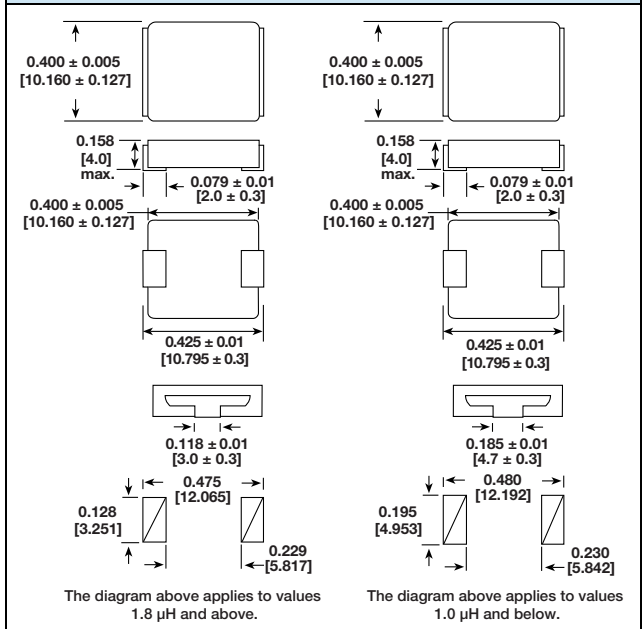 0.400 ± 0.005
[10.160 ± 0.127]
0.158
[4.0]
max.
0.079 ± 0.01
[2.0 ± 0.3]
0.400 ± 0.005
[10.160 ± 0.127]
0.425 ± 0.01
[10.795 ± 0.3]
0.118 ± 0.01
[3.0 ± 0.3]
0.475
[12.065]
0.128
[3.251]
0.229
[5.817]
The diagram above applies to values
1.8 µH and above.
0.400 ± 0.005
[10.160 ± 0.127]
0.158
[4.0]
max.
0.079 ± 0.01
[2.0 ± 0.3]
0.400 ± 0.005
[10.160 ± 0.127]
0.425 ± 0.01
[10.795 ± 0.3]
0.185 ± 0.01
[4.7 ± 0.3]
0.480
[12.192]
0.195
[4.953]
0.230
[5.842]
The diagram above applies to values
1.0 µH and below.